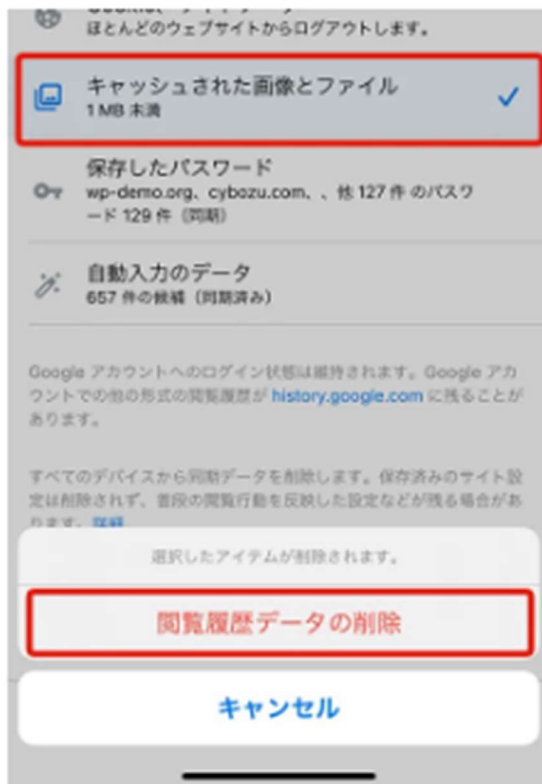 ほとんどのウェブサイトからログアウトします。
キャッシュされた画像とファイル
1 MB 未満
保存したパスワード
wp-demo.org、cybozu.com、、他 127 件 のパスワ
ード 129 件（同期）
自動入力のデータ
657 件の候補（同期済み）
Google アカウントへのログイン状態は維持されます。Google アカ
ウントでの他の形式の閲覧履歴が history.google.com に残ることが
あります。
すべてのデバイスから同期データを削除します。保存済みのサイト設
定は削除されず、普段の閲覧行動を反映した設定などが残る場合があ
ります。詳細
選択したアイテムが削除されます。
閲覧履歴データの削除
キャンセル